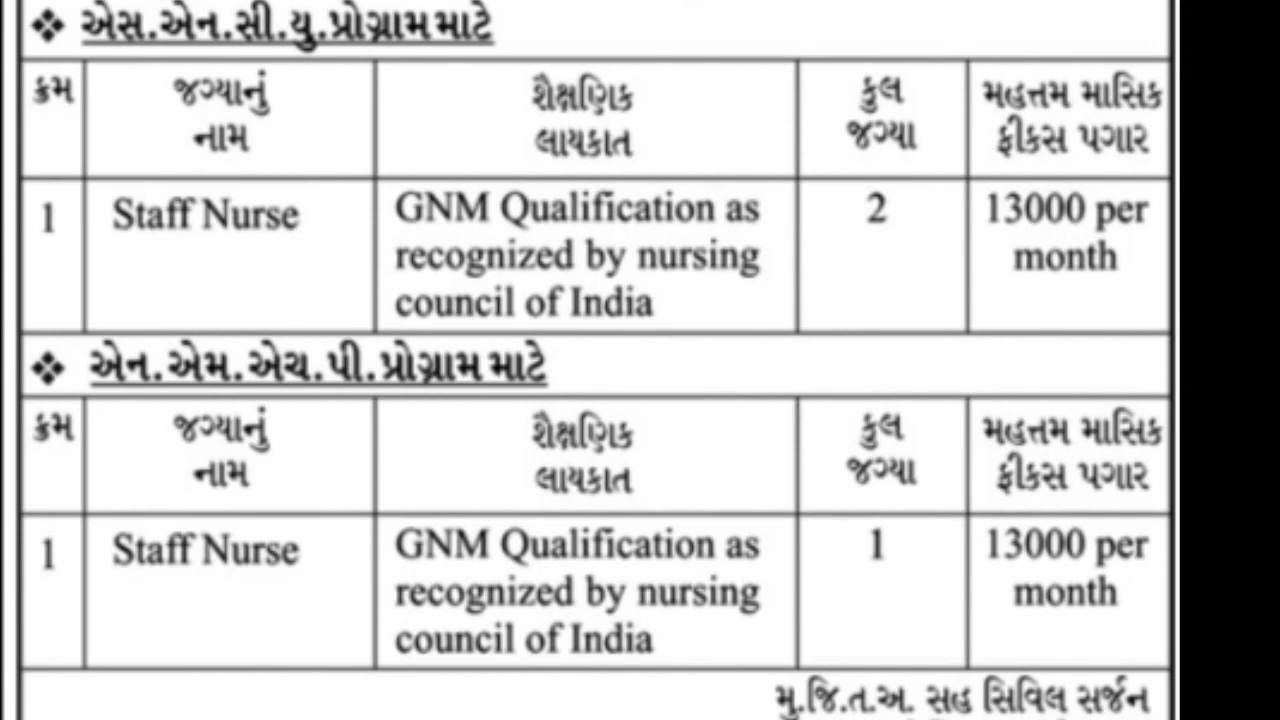 ❖ એસ.એન.સી.યુ.પ્રોગ્રામ માટે
ક્રમ જગ્યાનું નામ શૈક્ષણિક લાયકાત કુલ જગ્યા મહત્તમ માસિક ફીકસ પગાર
1 Staff Nurse GNM Qualification as recognized by nursing council of India 2 13000 per month
❖ એન.એમ.એચ.પી.પ્રોગ્રામ માટે
ક્રમ જગ્યાનું નામ શૈક્ષણિક લાયકાત કુલ જગ્યા મહત્તમ માસિક ફીકસ પગાર
1 Staff Nurse GNM Qualification as recognized by nursing council of India 1 13000 per month
મુ.જિ.ત.અ. સહ સિવિલ સર્જન